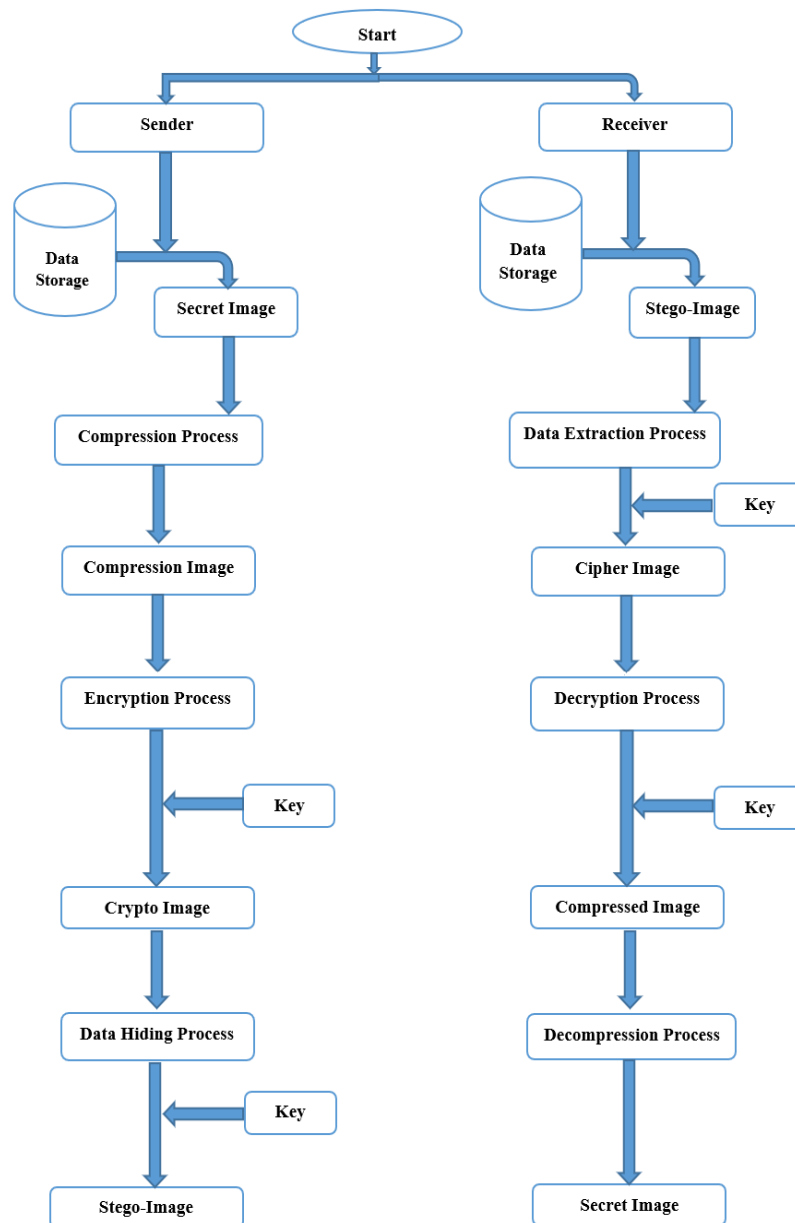 Start
Sender
Receiver
Data
Storage
Secret Image
Data
Storage
Stego-Image
Compression Process
Data Extraction Process
Key
Compression Image
Cipher Image
Encryption Process
Decryption Process
Key
Key
Crypto Image
Compressed Image
Data Hiding Process
Decompression Process
Key
Stego-Image
Secret Image